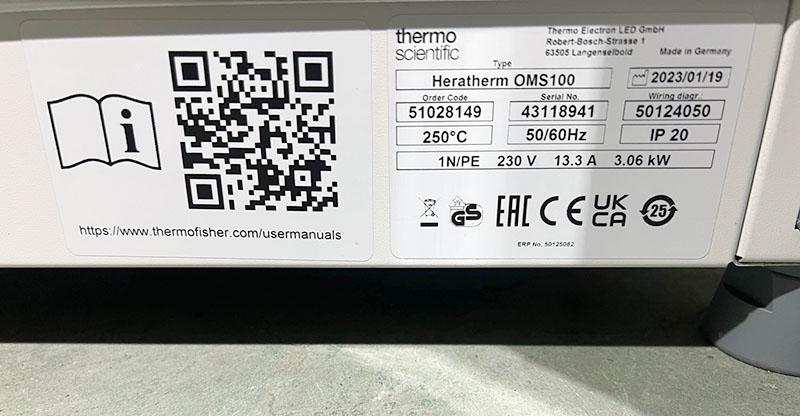 i
https://www.thermofisher.com/usermanuals
thermo
scientific
Thermo Electron LED GmbH
Robert-Bosch-Strasse 1
63505 Langenselbold
Made in Germany
Type
Heratherm OMS100
2023/01/19
Order Code
Serial No.
Wiring diagr.:
51028149
43118941
50124050
250°C
50/60Hz
IP 20
1N/PE 230 V 13.3 A 3.06 kW
GS
EAC
CE
UK
CA
25
ERP No. 50125082